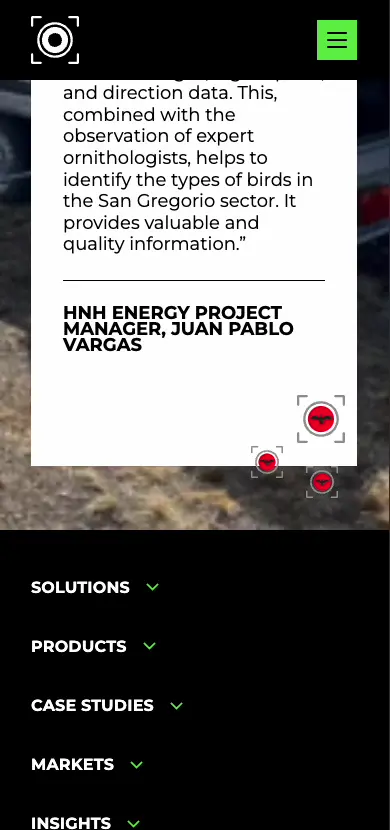 and direction data. This,
combined with the
observation of expert
ornithologists, helps to
identify the types of birds in
the San Gregorio sector. It
provides valuable and
quality information.”
HNH ENERGY PROJECT
MANAGER, JUAN PABLO
VARGAS
SOLUTIONS
PRODUCTS
CASE STUDIES
MARKETS
INSIGHTS